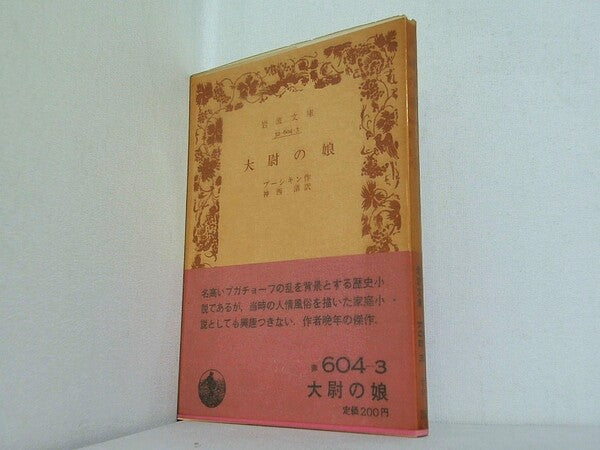 岩波文庫
604-3
大尉の娘
プーシキン作
神西清訳
名高いプガチョーフの乱を背景とする歴史小
説であるが、当時の人情風俗を描いた家庭小
説としても興趣つきない。作者晩年の傑作。
赤 604-3
大尉の娘
定価200円